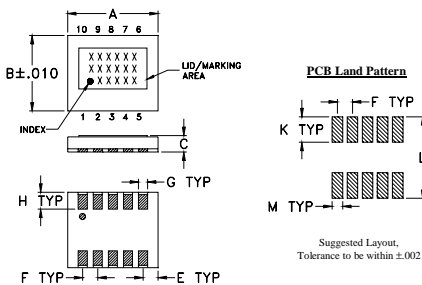 A
10 9 8 7 6
B±.010
XXXXXX
XXXXXX
XXXXXX
LID/MARKING
AREA
INDEX
1 2 3 4 5
C
G TYP
H TYP
F TYP
E TYP
PCB Land Pattern
F TYP
K TYP
L
M TYP
Suggested Layout,
Tolerance to be within ±.002